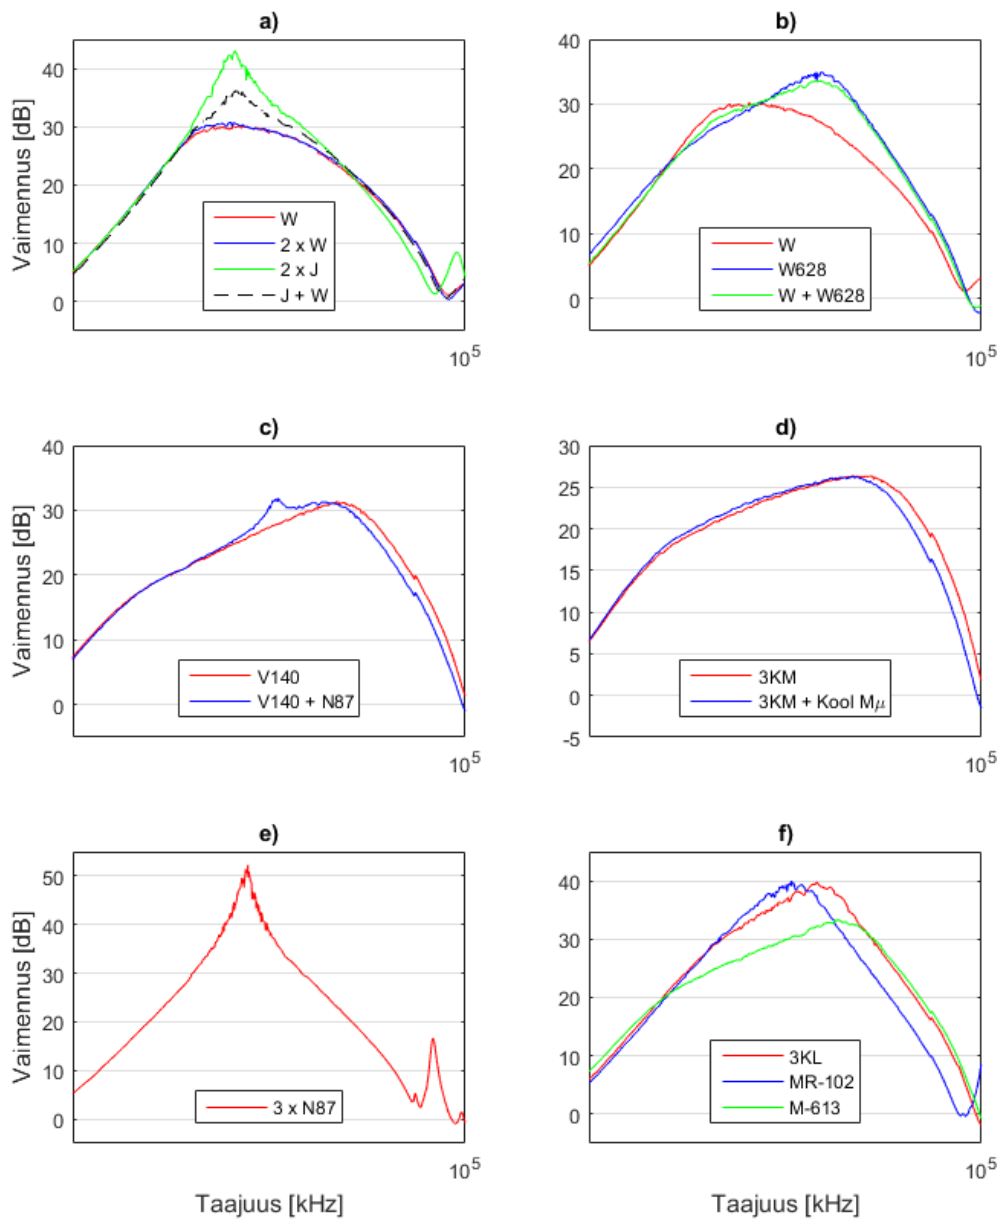 a)
Vaimennus [dB]
40
30
20
10
0
W
2 x W
2 x J
J + W
10^5
b)
40
30
20
10
0
W
W628
W + W628
10^5
c)
Vaimennus [dB]
40
30
20
10
0
V140
V140 + N87
10^5
d)
30
25
20
15
10
5
0
-5
3KM
3KM + Kool Mμ
10^5
e)
Vaimennus [dB]
50
40
30
20
10
0
3 x N87
10^5
Taajuus [kHz]
f)
40
30
20
10
0
3KL
MR-102
M-613
10^5
Taajuus [kHz]